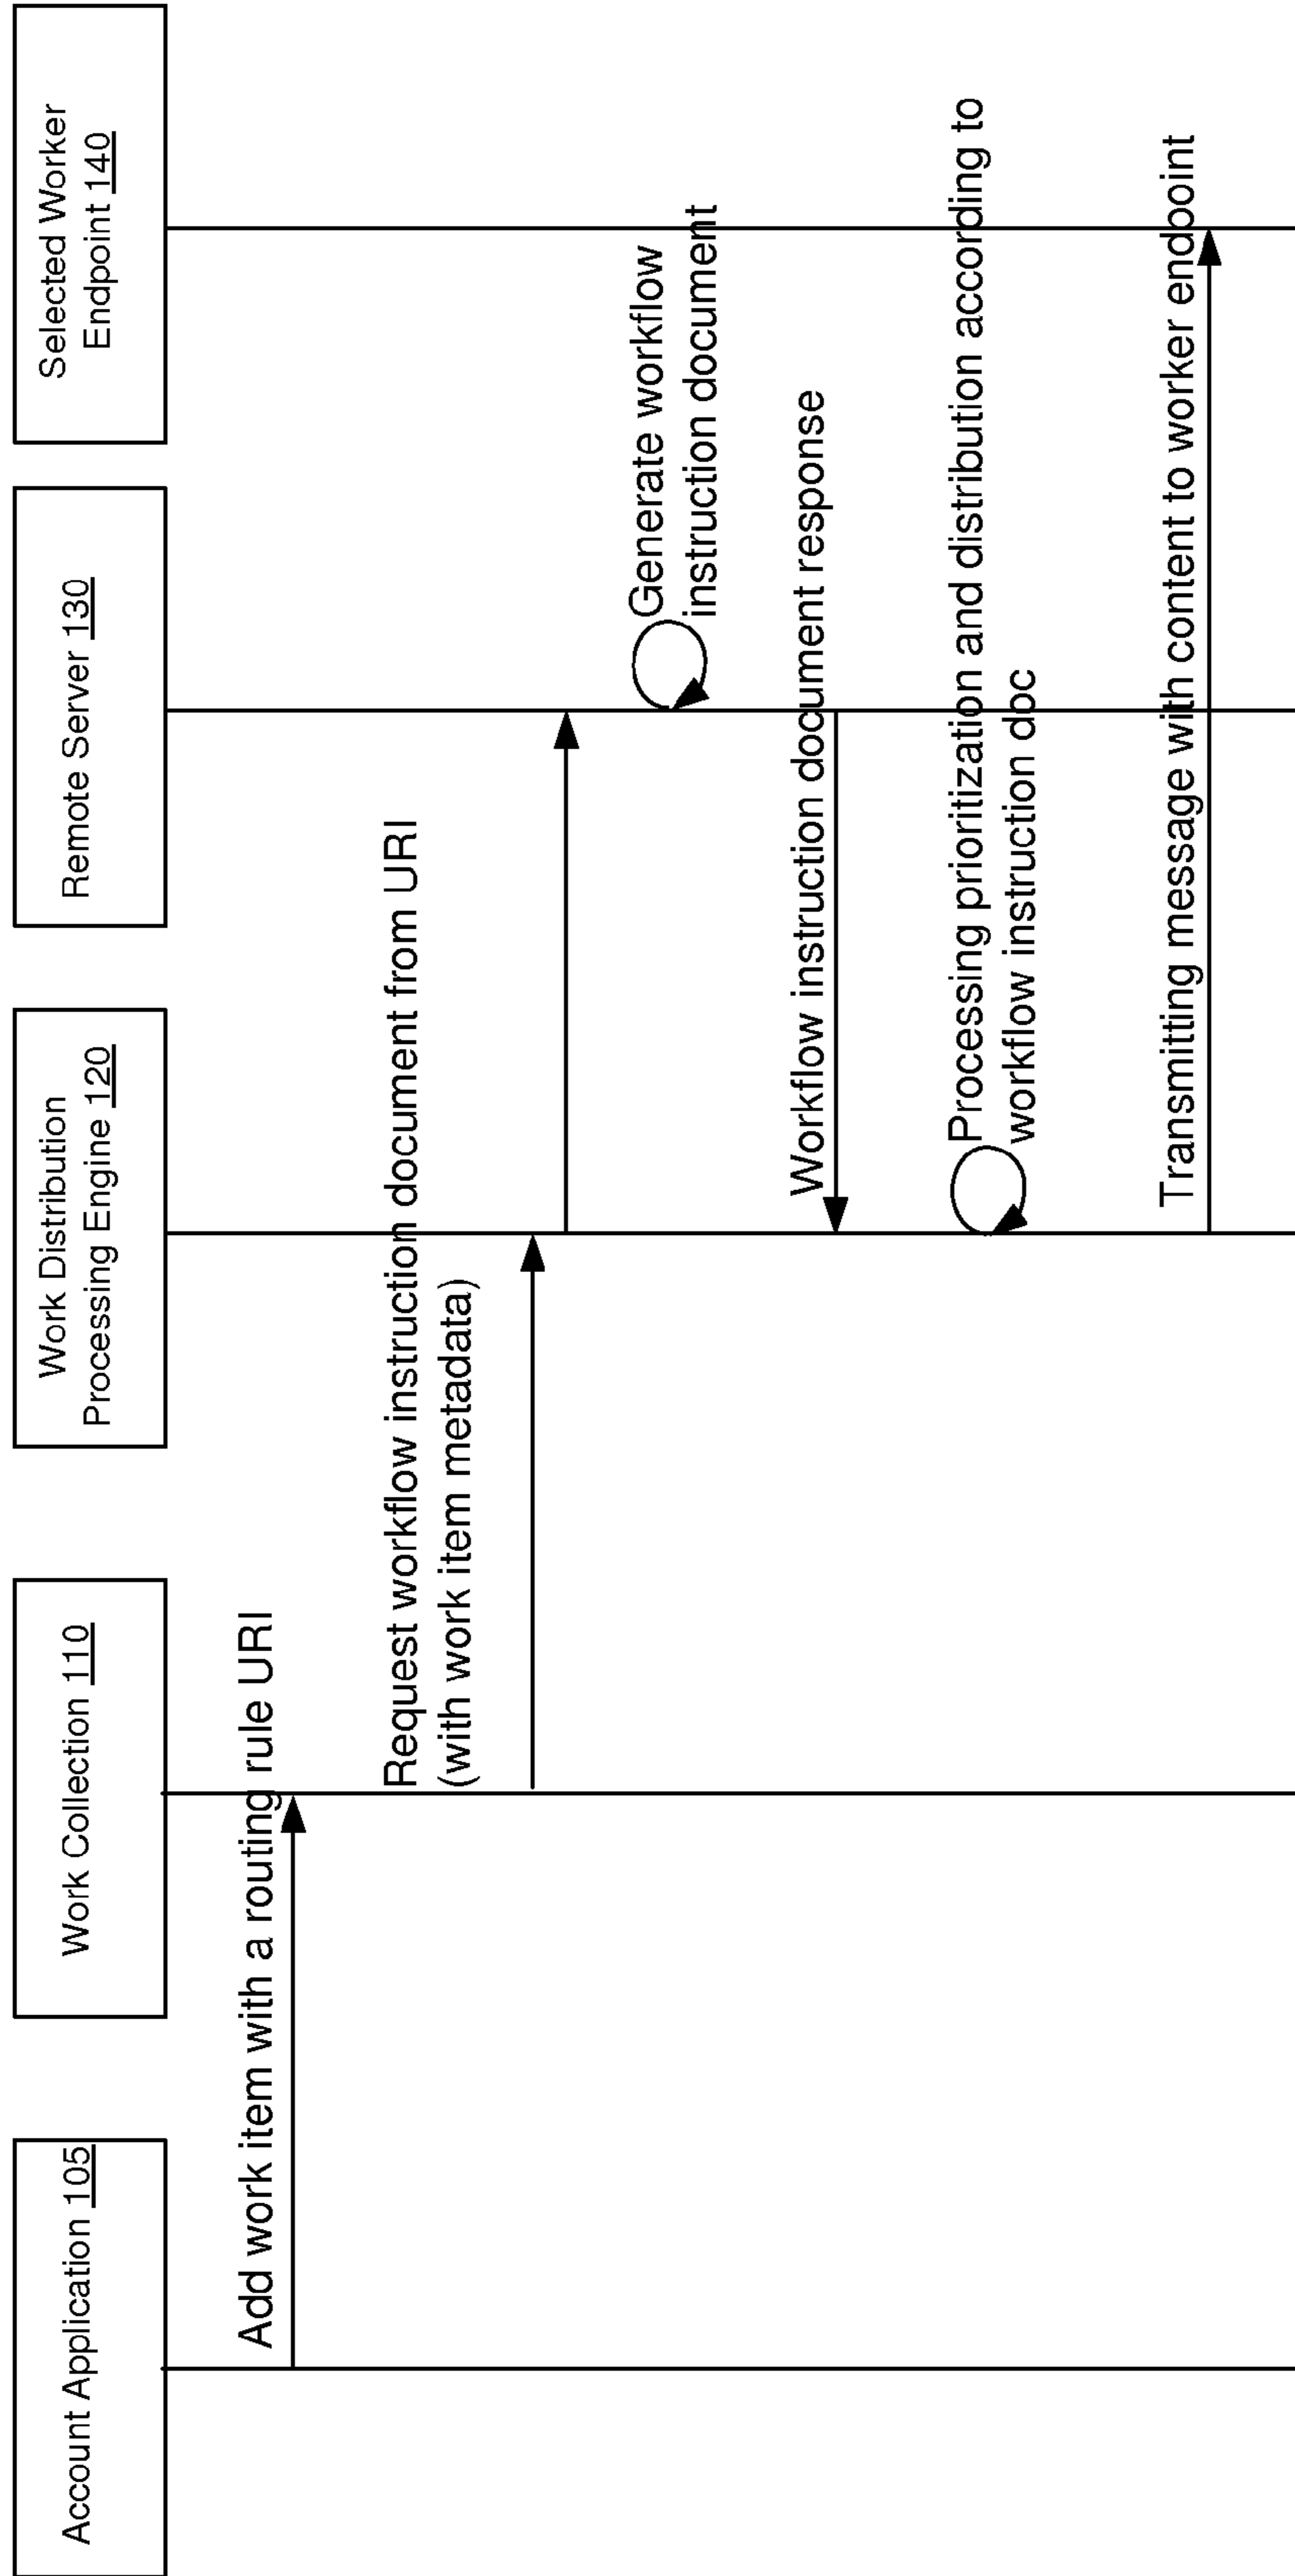 Account Application 105
Work Collection 110
Work Distribution
Processing Engine 120
Remote Server 130
Selected Worker
Endpoint 140
Add work item with a routing rule URI
Request workflow instruction document from URI
(with work item metadata)
Generate workflow
instruction document
Workflow instruction document response
Processing prioritization and distribution according to
workflow instruction doc
Transmitting message with content to worker endpoint